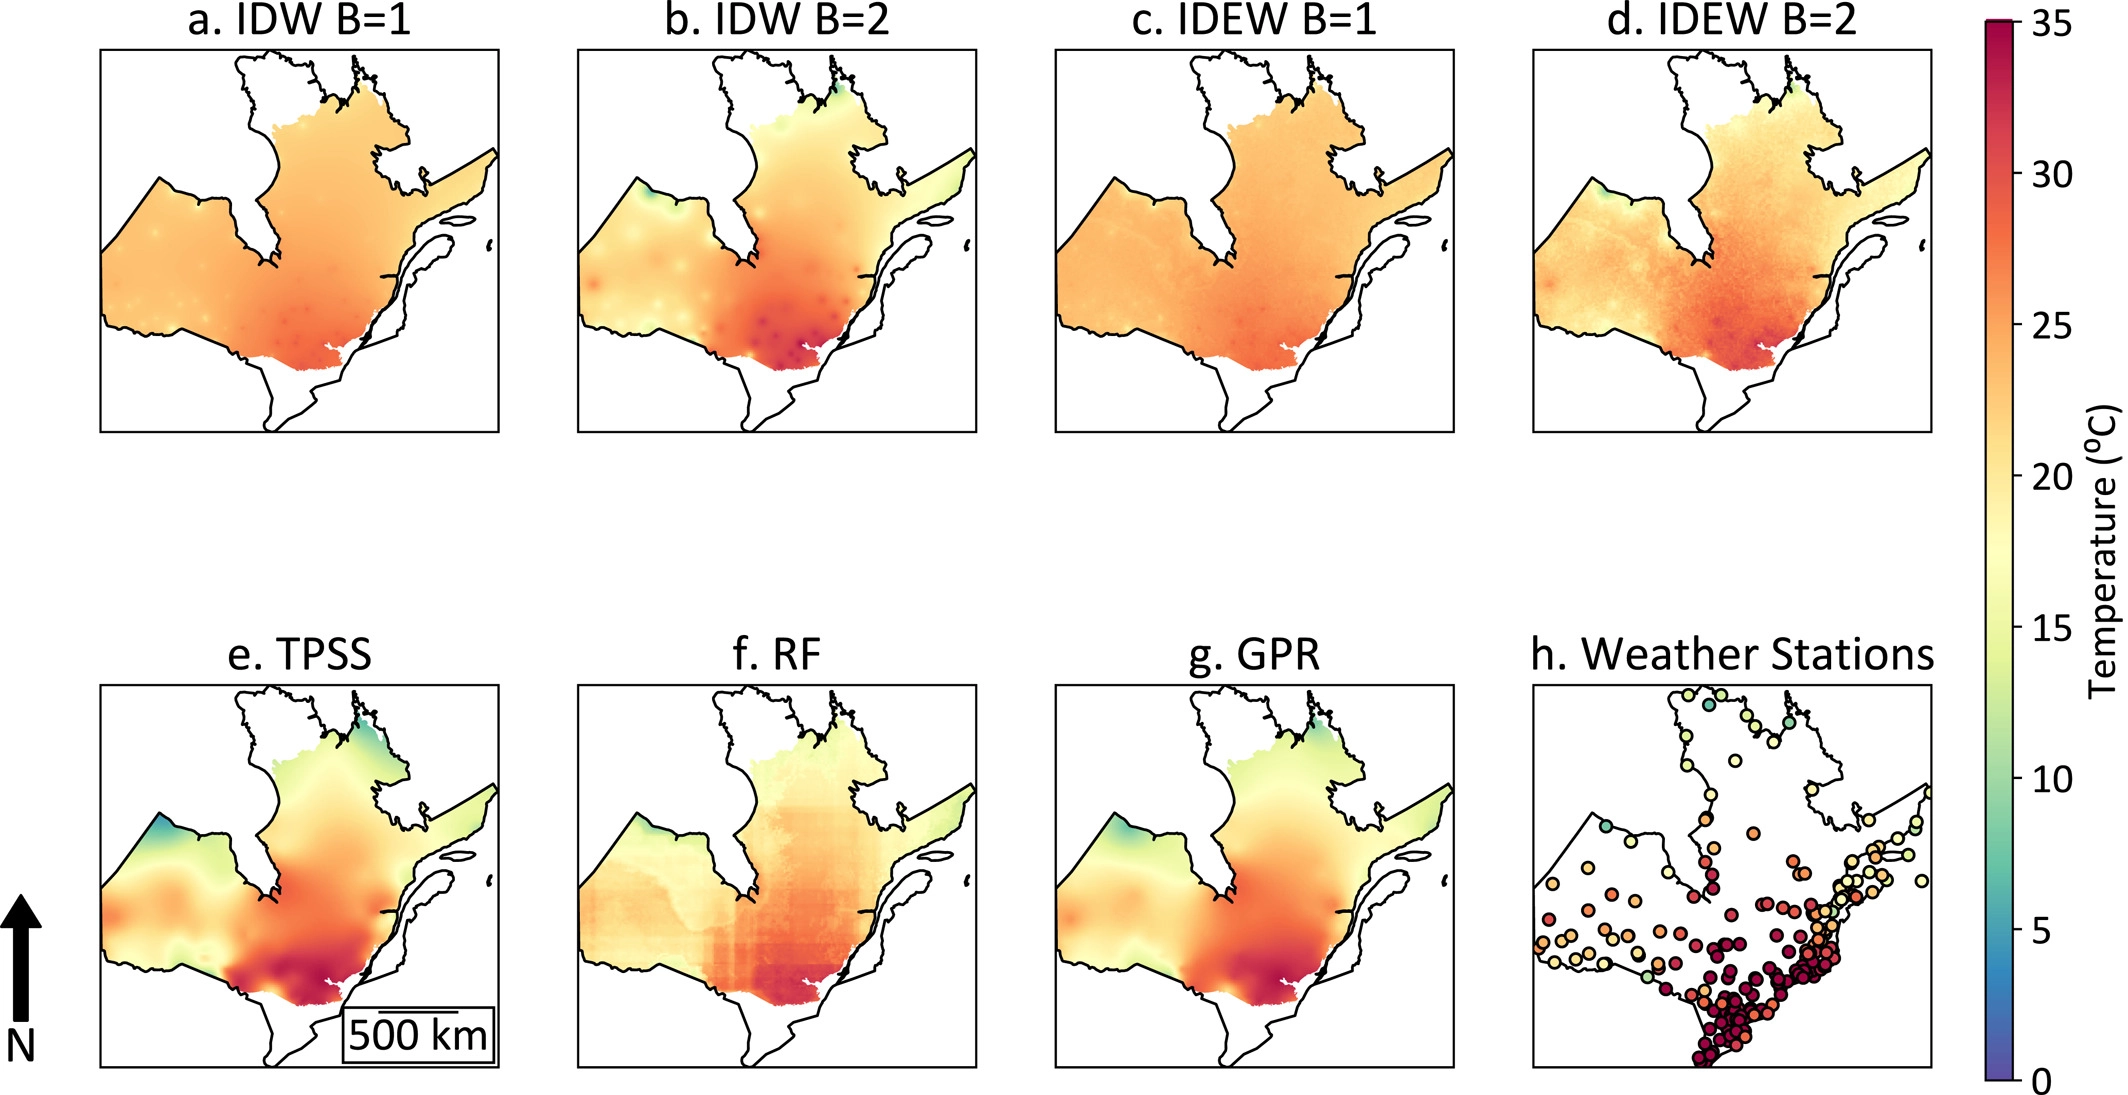 a. IDW B=1
b. IDW B=2
c. IDEW B=1
d. IDEW B=2
35
30
25
20
15
10
5
0
Temperature (⁰C)
e. TPSS
f. RF
g. GPR
h. Weather Stations
500 km
N